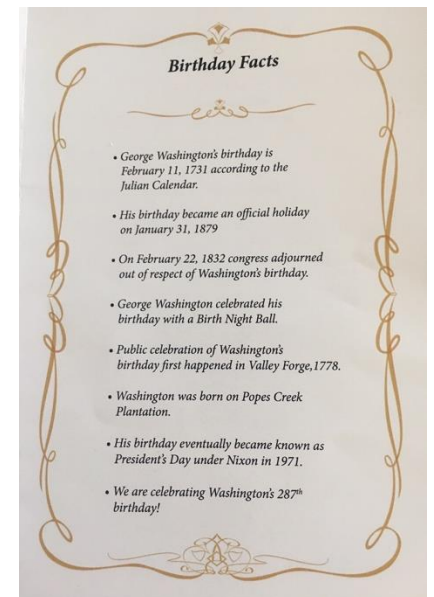 Birthday Facts
• George Washington's birthday is
February 11, 1731 according to the
Julian Calendar.
• His birthday became an official holiday
on January 31, 1879
• On February 22, 1832 congress adjourned
out of respect of Washington's birthday.
• George Washington celebrated his
birthday with a Birth Night Ball.
• Public celebration of Washington's
birthday first happened in Valley Forge,1778.
• Washington was born on Popes Creek
Plantation.
• His birthday eventually became known as
President's Day under Nixon in 1971.
• We are celebrating Washington's 287th
birthday!